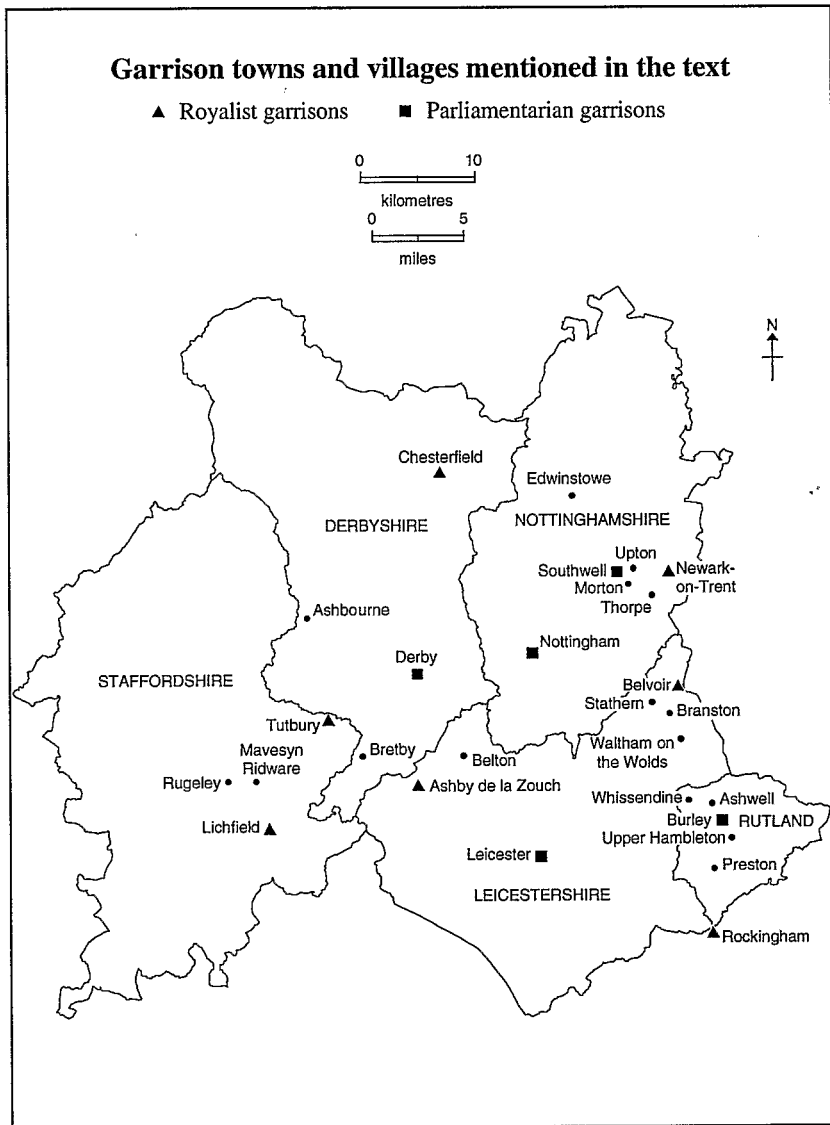 Garrison towns and villages mentioned in the text
▲ Royalist garrisons ■ Parliamentarian garrisons
0 10
kilometres
0 5
miles
N
Chesterfield
Edwinstowe
DERBYSHIRE
NOTTINGHAMSHIRE
Upton
Southwell
Newark-
on-Trent
Morton
Thorpe
Ashbourne
Nottingham
Derby
STAFFORDSHIRE
Belvoir
Stathern
Branston
Tutbury
Waltham on
the Wolds
Mavesyn
Ridware
Bretby
Belton
Rugeley
Ashby de la Zouch
Whissendine
Ashwell
Burley
RUTLAND
Lichfield
Upper Hambleton
Leicester
Preston
LEICESTERSHIRE
Rockingham